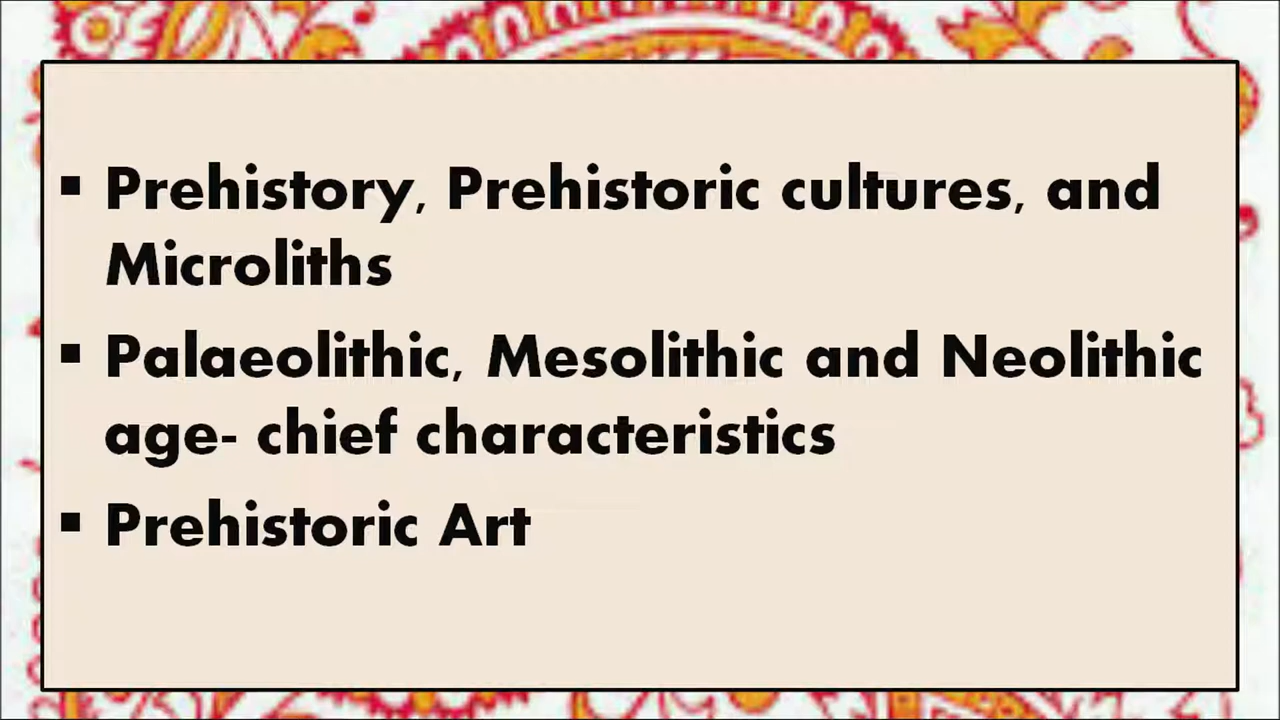 ▪ Prehistory, Prehistoric cultures, and
Microliths
▪ Palaeolithic, Mesolithic and Neolithic
age- chief characteristics
▪ Prehistoric Art